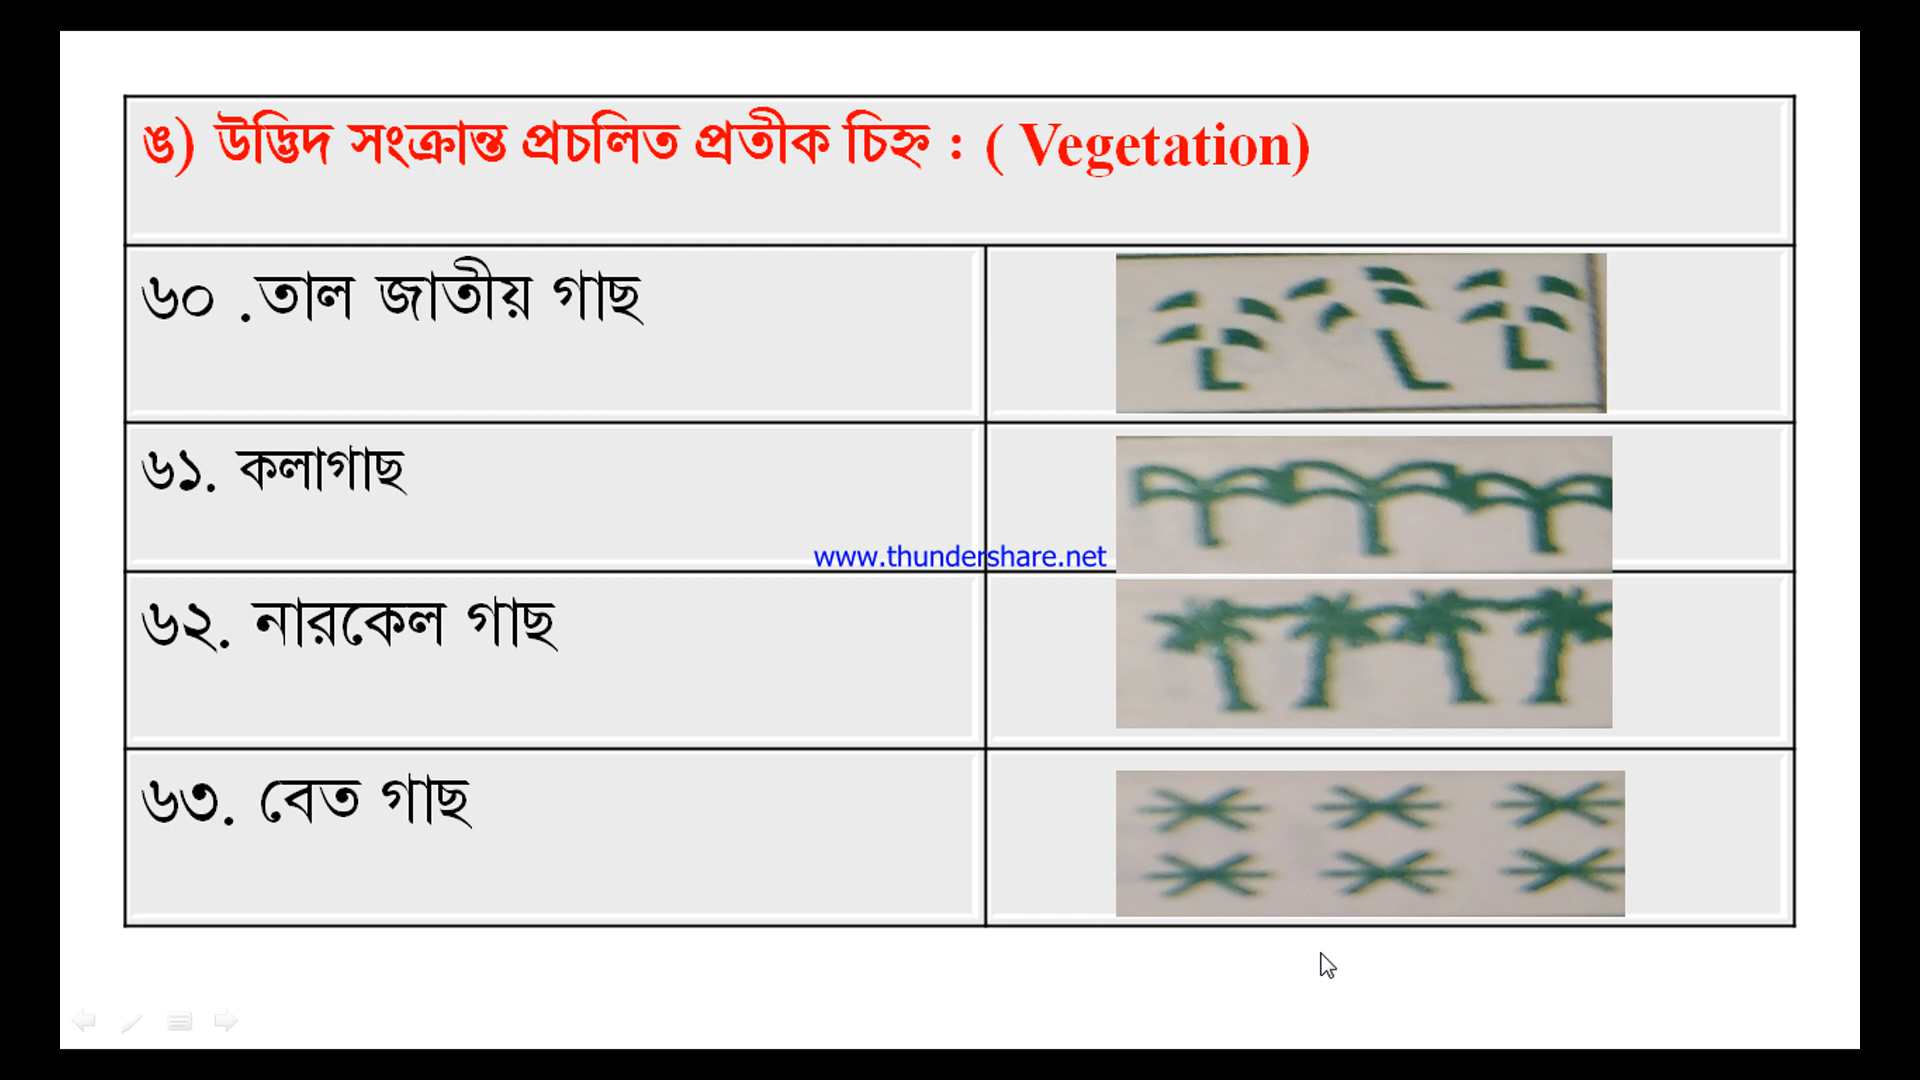 ঙ) উদ্ভিদ সংক্রান্ত প্রচলিত প্রতীক চিহ্ন : ( Vegetation)
৬০ .তাল জাতীয় গাছ
৬১. কলাগাছ
www.thundershare.net
৬২. নারকেল গাছ
৬৩. বেত গাছ